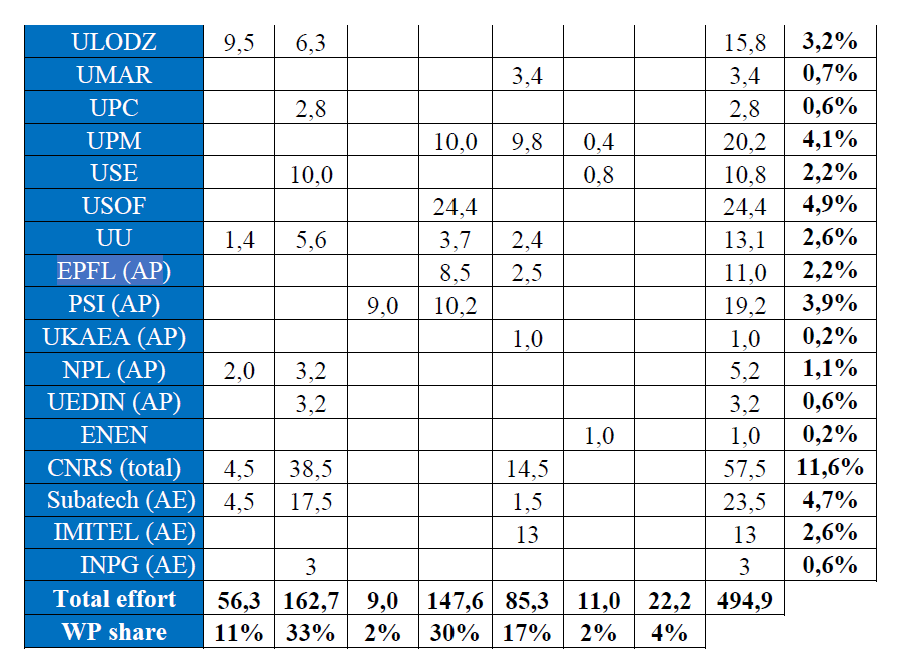 ULODZ 9,5 6,3 15,8 3,2%
UMAR 3,4 3,4 0,7%
UPC 2,8 2,8 0,6%
UPM 10,0 9,8 0,4 20,2 4,1%
USE 10,0 0,8 10,8 2,2%
USOF 24,4 24,4 4,9%
UU 1,4 5,6 3,7 2,4 13,1 2,6%
EPFL (AP) 8,5 2,5 11,0 2,2%
PSI (AP) 9,0 10,2 19,2 3,9%
UKAEA (AP) 1,0 1,0 0,2%
NPL (AP) 2,0 3,2 5,2 1,1%
UEDIN (AP) 3,2 3,2 0,6%
ENEN 1,0 1,0 0,2%
CNRS (total) 4,5 38,5 14,5 57,5 11,6%
Subatech (AE) 4,5 17,5 1,5 23,5 4,7%
IMITEL (AE) 13 13 2,6%
INPG (AE) 3 3 0,6%
Total effort 56,3 162,7 9,0 147,6 85,3 11,0 22,2 494,9
WP share 11% 33% 2% 30% 17% 2% 4%